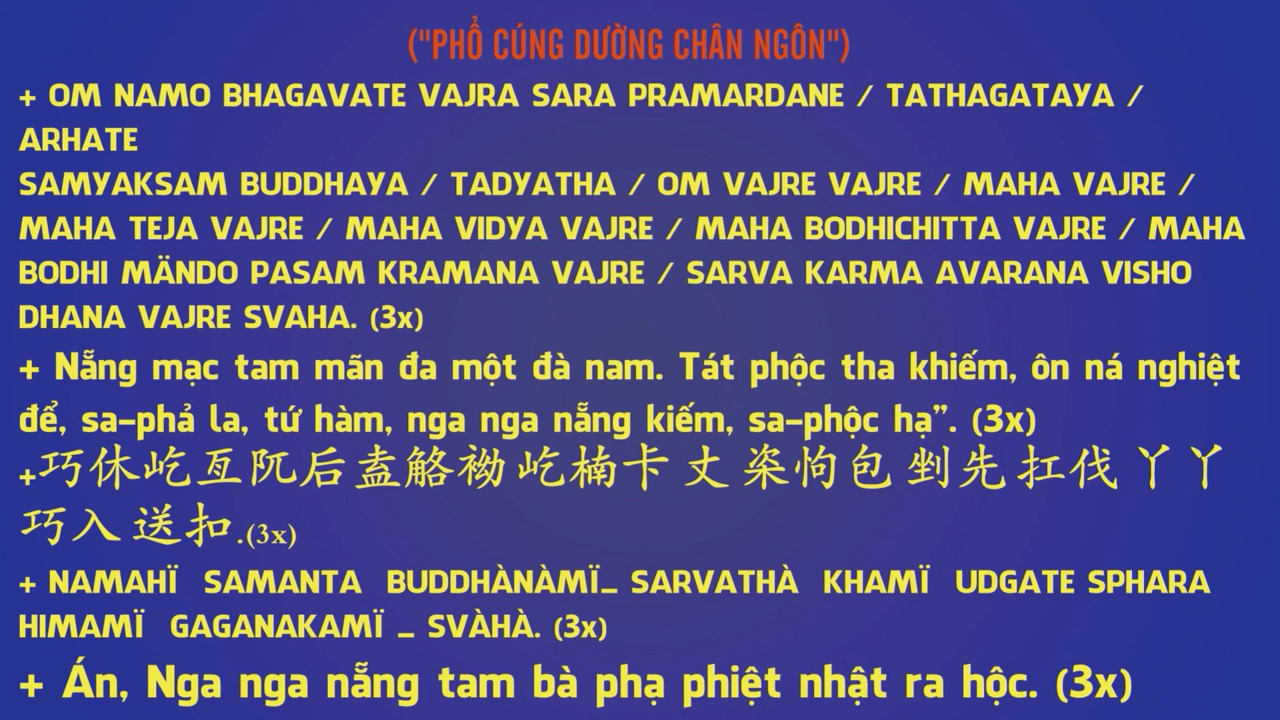 ("PHỔ CÚNG DƯỜNG CHÂN NGÔN")
+ OM NAMO BHAGAVATE VAJRA SARA PRAMARDANE / TATHAGATAYA /
ARHATE
SAMYAKSAM BUDDHAYA / TADYATHA / OM VAJRE VAJRE / MAHA VAJRE /
MAHA TEJA VAJRE / MAHA VIDYA VAJRE / MAHA BODHICHITTA VAJRE / MAHA
BODHI MÄNDO PASAM KRAMANA VAJRE / SARVA KARMA AVARANA VISHO
DHANA VAJRE SVAHA. (3x)
+ Nẵng mạc tam mãn đa một đà nam. Tát phộc tha khiếm, ôn ná nghiệt
để, sa-phả la, tứ hàm, nga nga nẵng kiếm, sa-phộc hạ”. (3x)
+巧休屹亙阢后盍觡袎屹楠卡丈 栥怐包 剉先扛伐丫丫
巧入送扣.(3x)
+ NAMAHÏ SAMANTA BUDDHÀNÀMÏ_ SARVATHÀ KHAMÏ UDGATE SPHARA
HIMAMÏ GAGANAKAMÏ _ SVÀHÀ. (3x)
+ Án, Nga nga nẵng tam bà phạ phiệt nhật ra hộc. (3x)